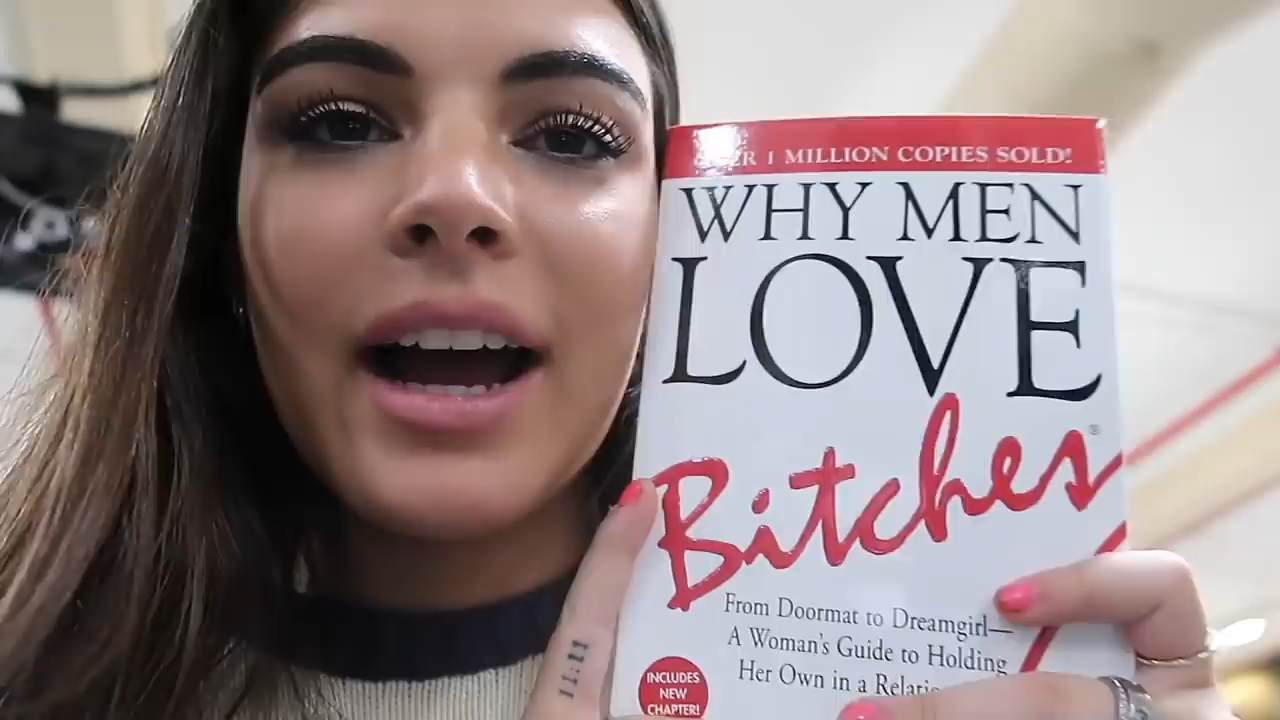 1 MILLION COPIES SOLD!
WHY MEN
LOVE
Bitches®
From Doormat to Dreamgirl—
A Woman's Guide to Holding
Her Own in a
INCLUDES
NEW
CHAPTER!
11:11